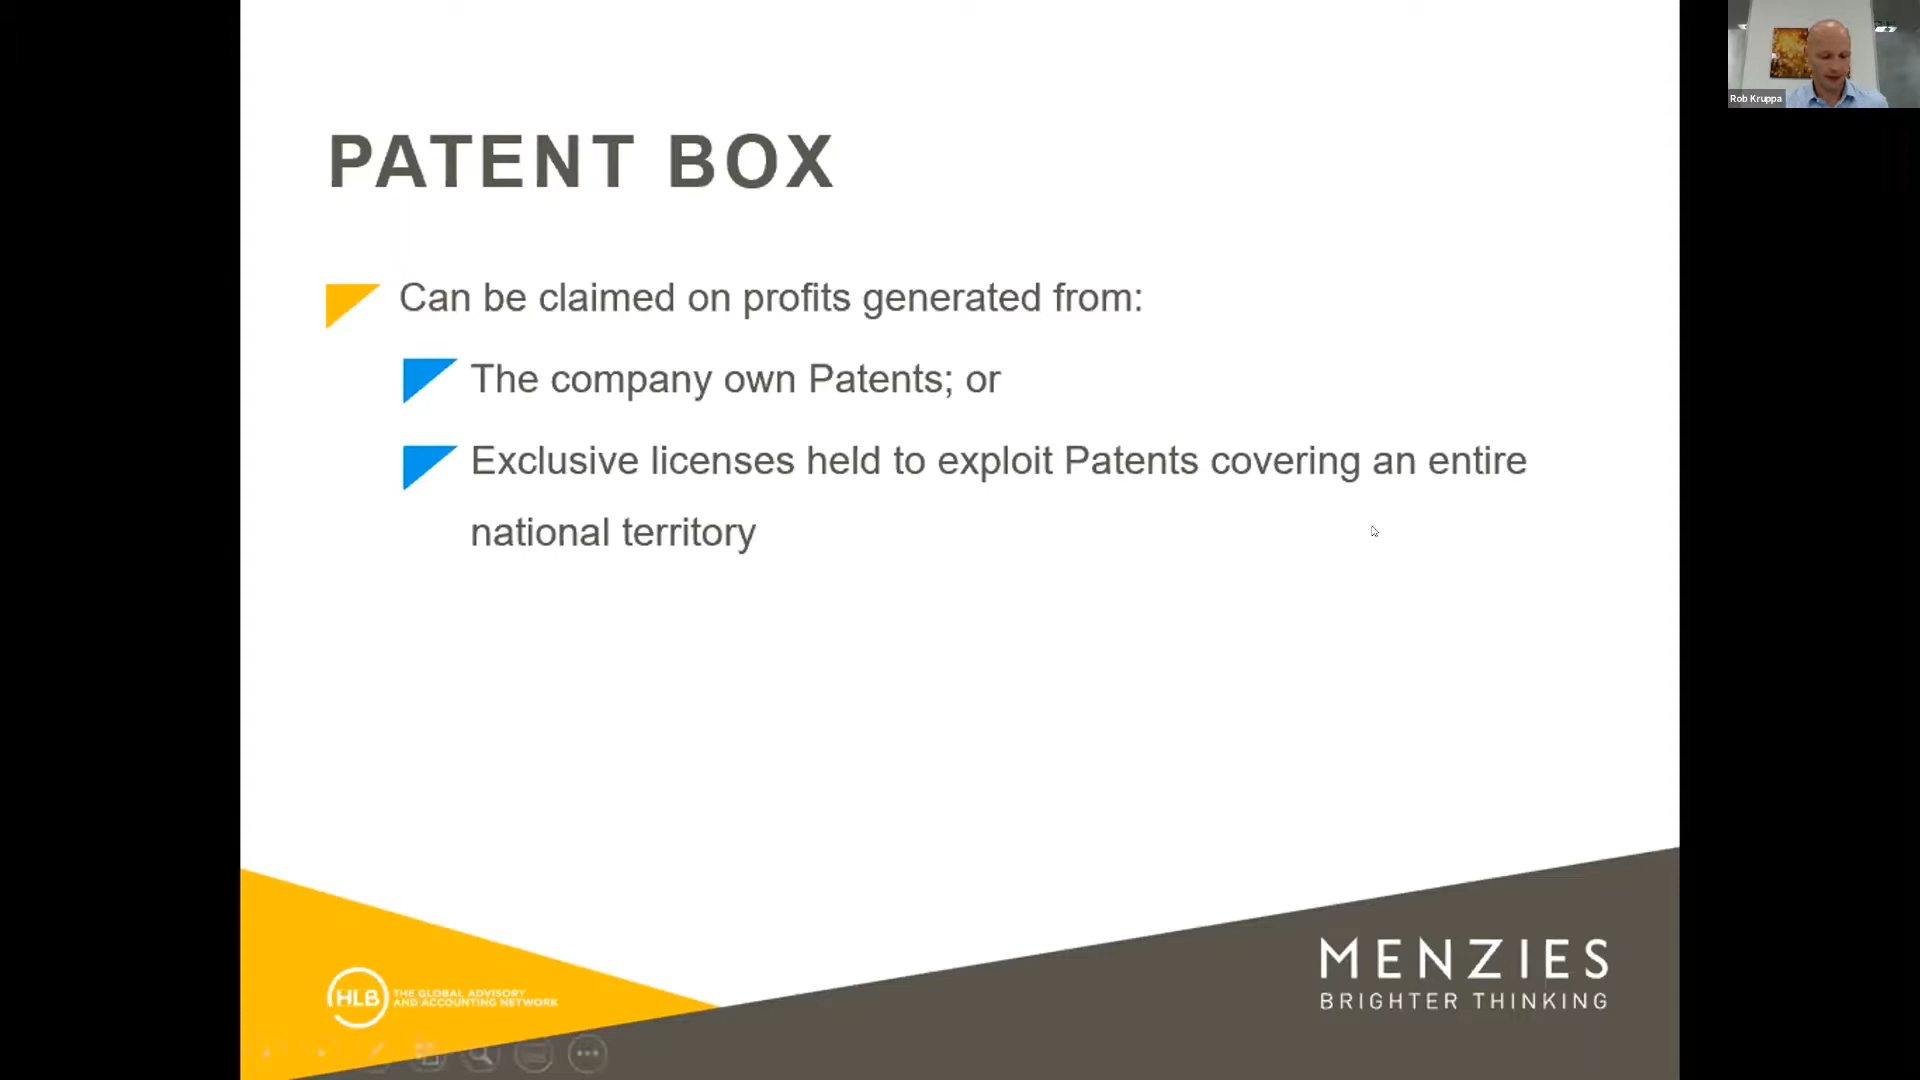 Rob Kruppa
PATENT BOX
Can be claimed on profits generated from:
The company own Patents; or
Exclusive licenses held to exploit Patents covering an entire
national territory
HLB
THE GLOBAL ADVISORY
AND ACCOUNTING NETWORK
MENZIES
BRIGHTER THINKING